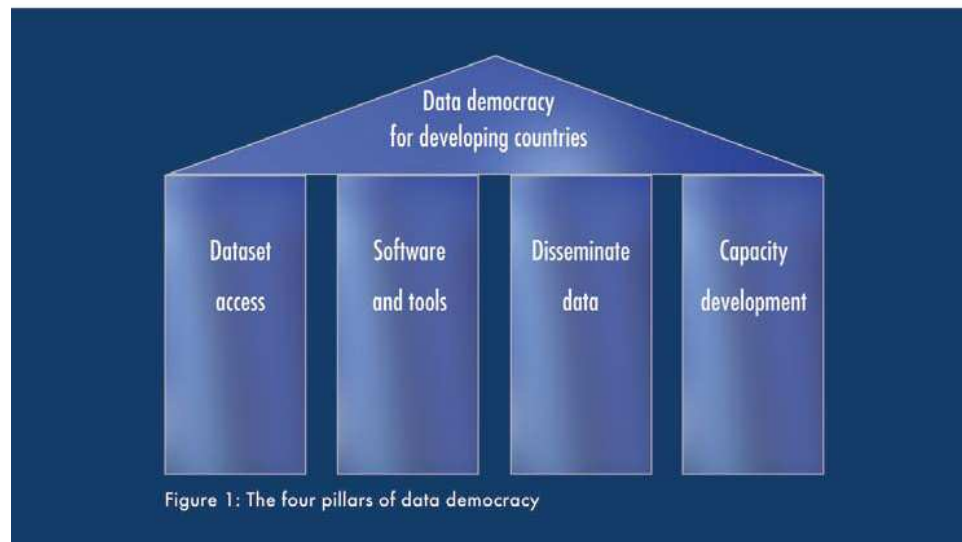 Data democracy
for developing countries
Dataset
access
Software
and tools
Disseminate
data
Capacity
development
Figure 1: The four pillars of data democracy